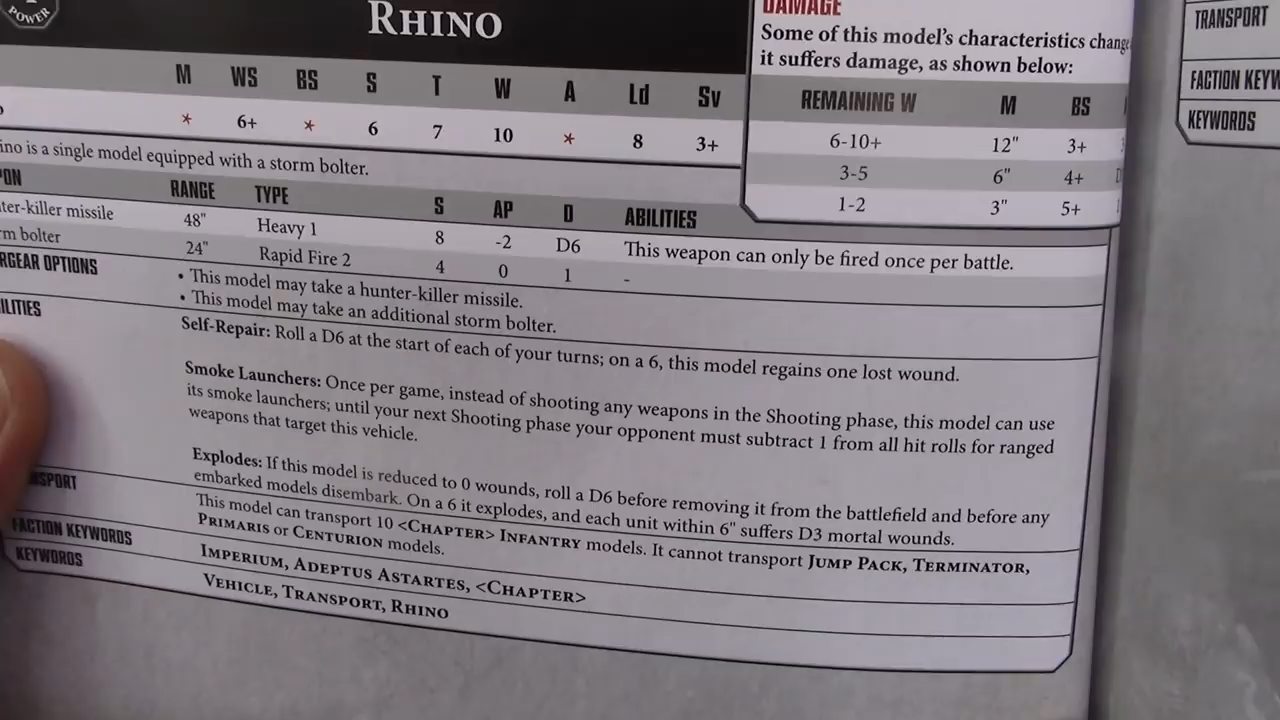 POWER
RHINO
DAMAGE
Some of this model's characteristics change
it suffers damage, as shown below:
REMAINING W M BS
6-10+ 12" 3+
3-5 6" 4+
1-2 3" 5+
M WS BS S T W A Ld Sv
* 6+ * 6 7 10 * 8 3+
ino is a single model equipped with a storm bolter.
PON RANGE TYPE S AP D ABILITIES
ter-killer missile 48" Heavy 1 8 -2 D6 This weapon can only be fired once per battle.
rm bolter 24" Rapid Fire 2 4 0 1 -
RGEAR OPTIONS • This model may take a hunter-killer missile.
• This model may take an additional storm bolter.
ILITIES Self-Repair: Roll a D6 at the start of each of your turns; on a 6, this model regains one lost wound.
Smoke Launchers: Once per game, instead of shooting any weapons in the Shooting phase, this model can use
its smoke launchers; until your next Shooting phase your opponent must subtract 1 from all hit rolls for ranged
weapons that target this vehicle.
Explodes: If this model is reduced to 0 wounds, roll a D6 before removing it from the battlefield and before any
embarked models disembark. On a 6 it explodes, and each unit within 6" suffers D3 mortal wounds.
NSPORT This model can transport 10 <CHAPTER> INFANTRY models. It cannot transport JUMP PACK, TERMINATOR,
PRIMARIS or CENTURION models.
FACTION KEYWORDS IMPERIUM, ADEPTUS ASTARTES, <CHAPTER>
KEYWORDS VEHICLE, TRANSPORT, RHINO
TRANSPORT
FACTION KEYW
KEYWORDS